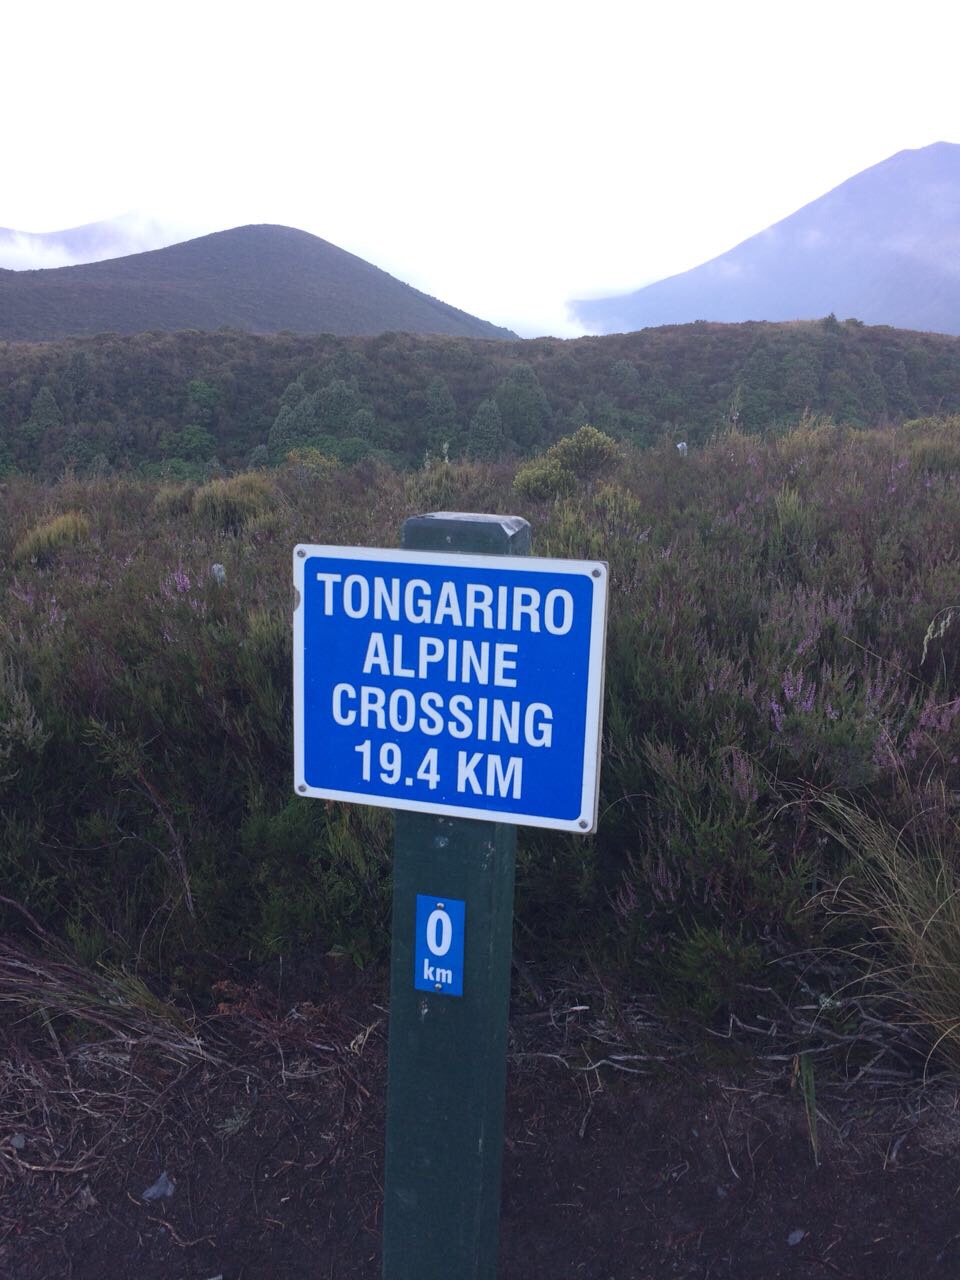 TONGARIRO
ALPINE
CROSSING
19.4 KM
0
km